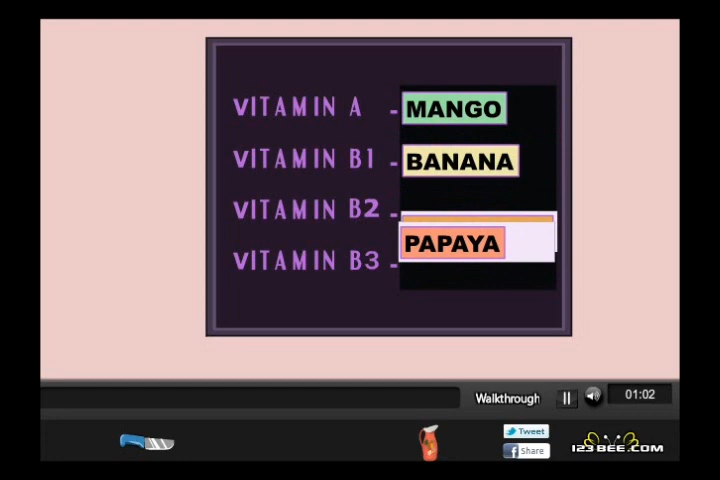 VITAMIN A - MANGO
VITAMIN B1 - BANANA
VITAMIN B2 -
PAPAYA
VITAMIN B3 -
Walkthrough
01:02
Tweet
Share
123BEE.COM